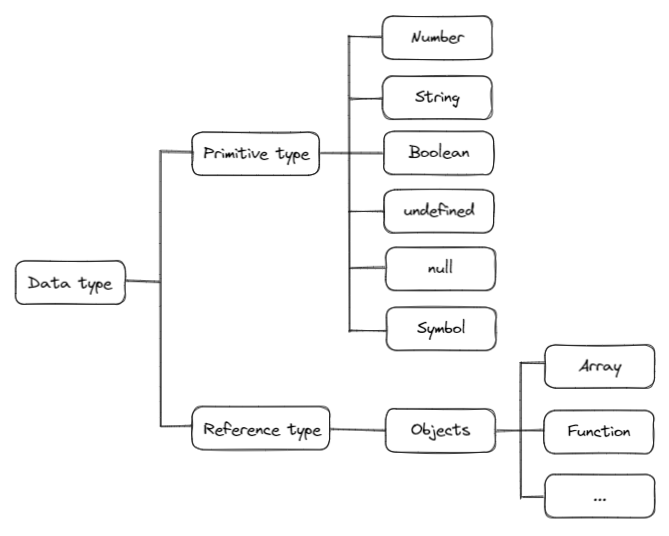 Number
String
Primitive type
Boolean
undefined
Data type
null
Symbol
Array
Reference type
Objects
Function
...